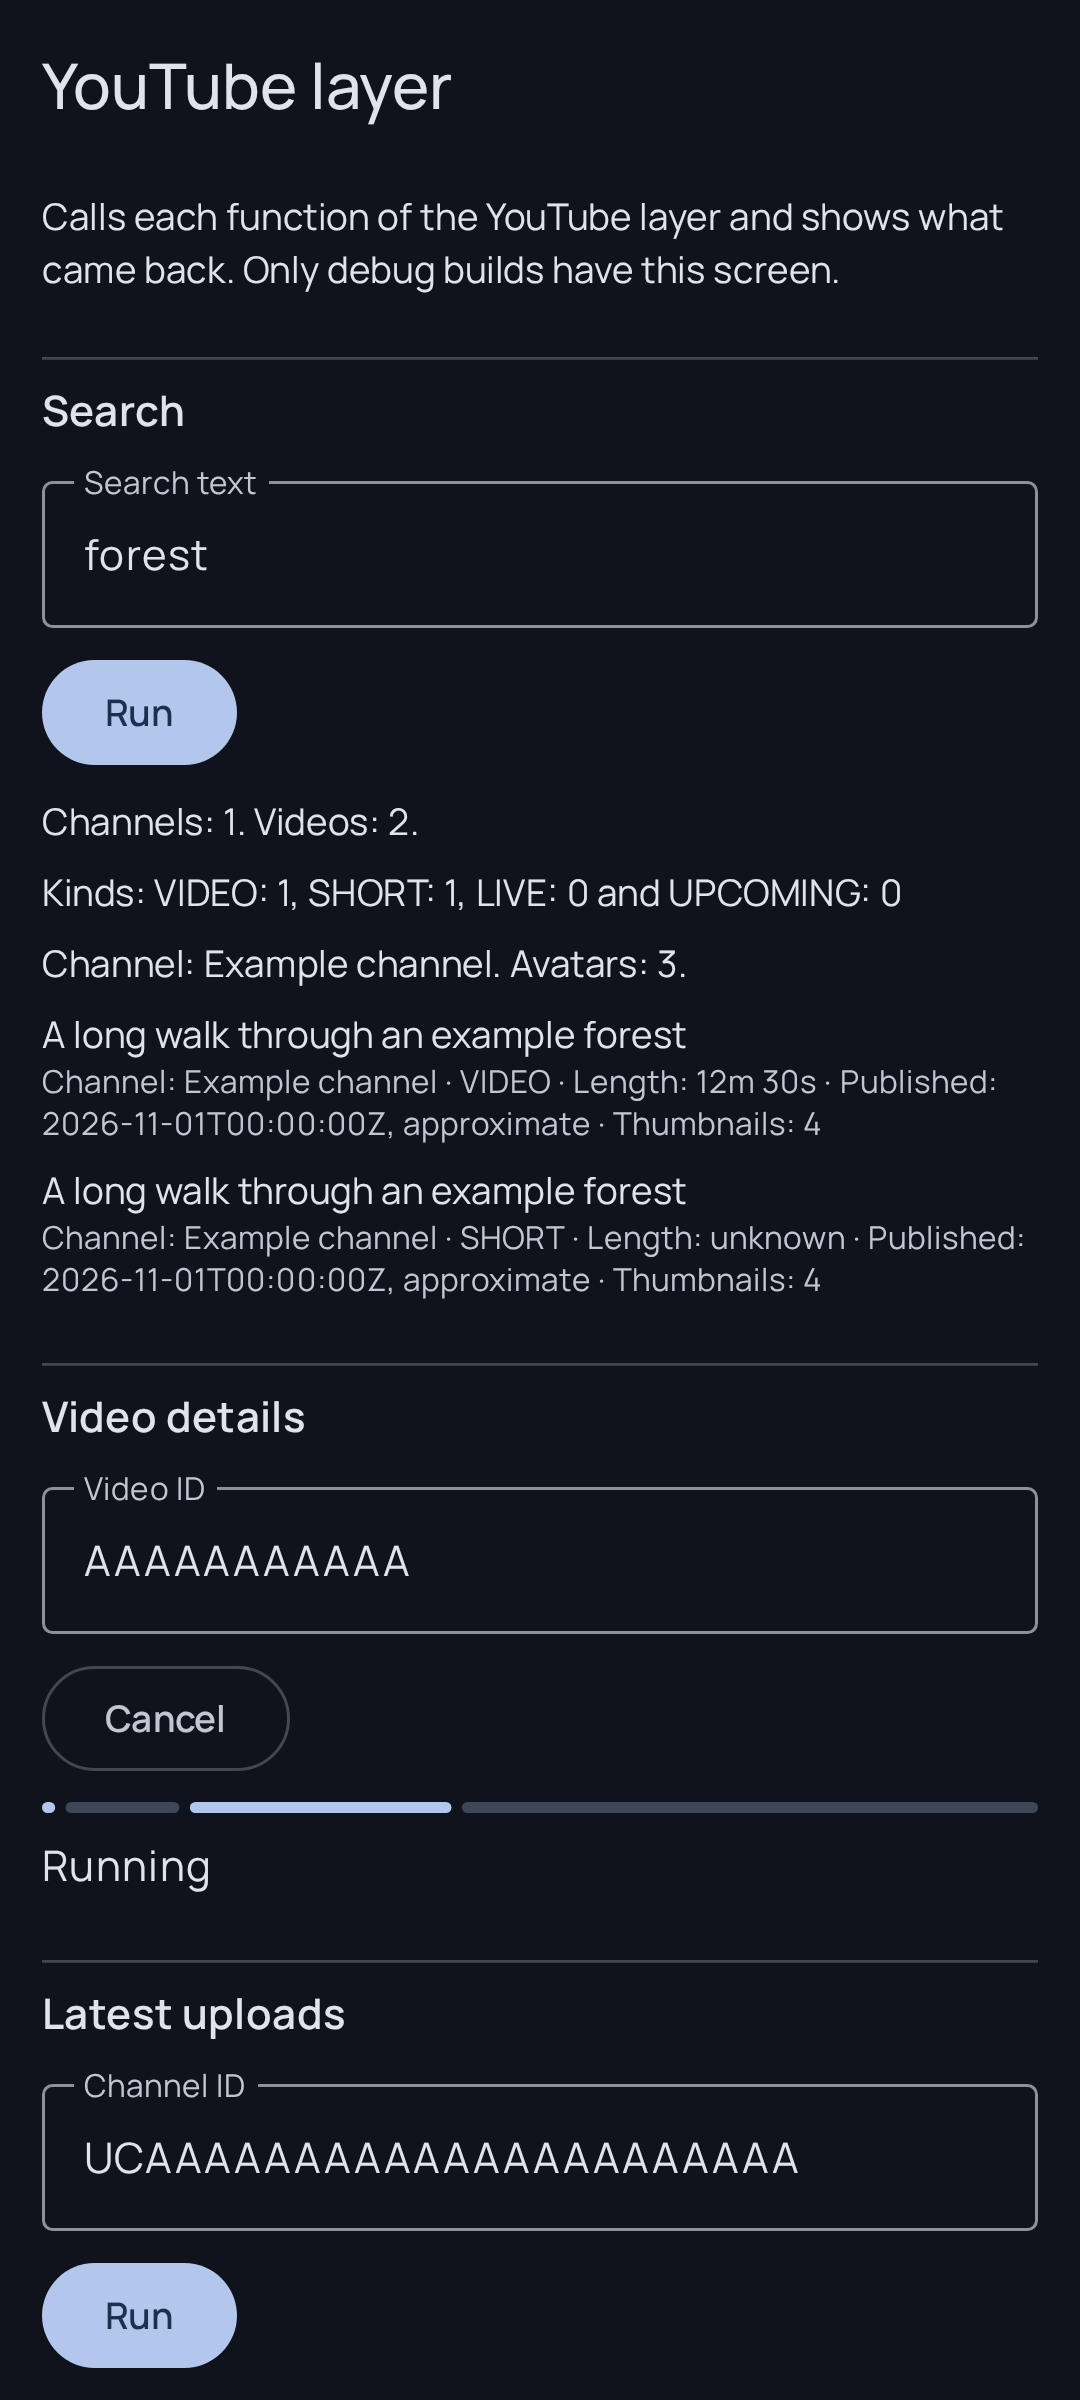 YouTube layer
Calls each function of the YouTube layer and shows what
came back. Only debug builds have this screen.
Search
Search text
forest
Run
Channels: 1. Videos: 2.
Kinds: VIDEO: 1, SHORT: 1, LIVE: 0 and UPCOMING: 0
Channel: Example channel. Avatars: 3.
A long walk through an example forest
Channel: Example channel · VIDEO · Length: 12m 30s · Published:
2026-11-01T00:00:00Z, approximate · Thumbnails: 4
A long walk through an example forest
Channel: Example channel · SHORT · Length: unknown · Published:
2026-11-01T00:00:00Z, approximate · Thumbnails: 4
Video details
Video ID
AAAAAAAAAAA
Cancel
Running
Latest uploads
Channel ID
UCAAAAAAAAAAAAAAAAAAAAAA
Run